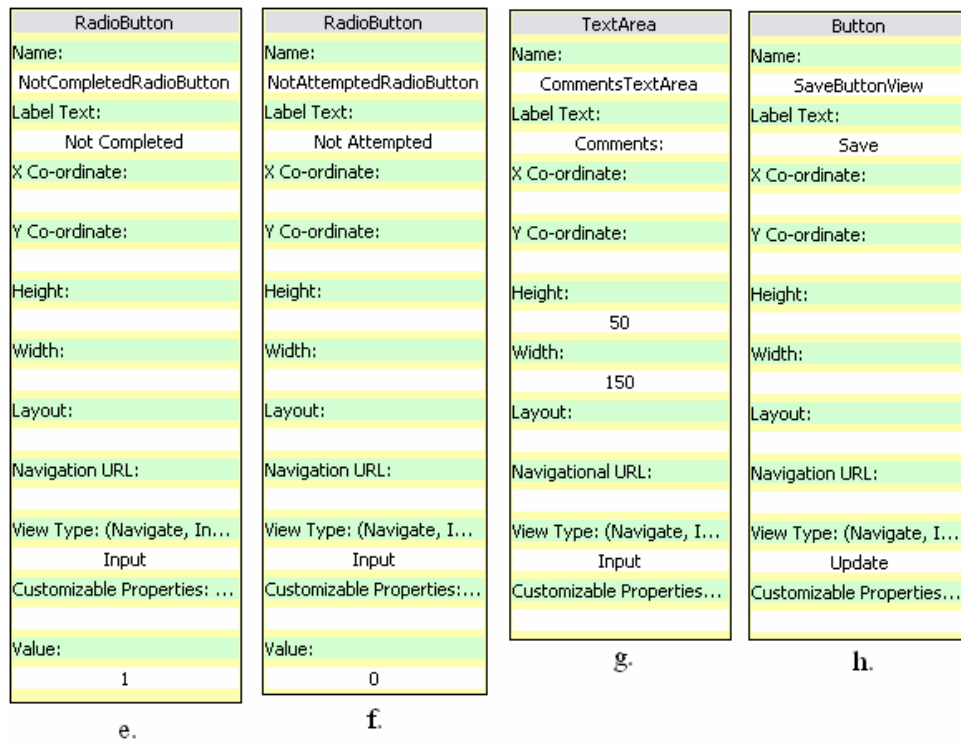 RadioButton
Name:
NotCompletedRadioButton
Label Text:
Not Completed
X Co-ordinate:
Y Co-ordinate:
Height:
Width:
Layout:
Navigation URL:
View Type: (Navigate, In...
Input
Customizable Properties: ...
Value:
1
e.
RadioButton
Name:
NotAttemptedRadioButton
Label Text:
Not Attempted
X Co-ordinate:
Y Co-ordinate:
Height:
Width:
Layout:
Navigation URL:
View Type: (Navigate, I...
Input
Customizable Properties:...
Value:
0
f.
TextArea
Name:
CommentsTextArea
Label Text:
Comments:
X Co-ordinate:
Y Co-ordinate:
Height:
50
Width:
150
Layout:
Navigational URL:
View Type: (Navigate, I...
Input
Customizable Properties...
g.
Button
Name:
SaveButtonView
Label Text:
Save
X Co-ordinate:
Y Co-ordinate:
Height:
Width:
Layout:
Navigation URL:
View Type: (Navigate, I...
Update
Customizable Properties...
h.